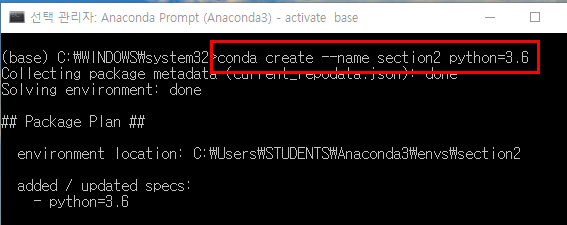 선택 관리자: Anaconda Prompt (Anaconda3) - activate  base
(base) C:₩WINDOWS₩system32>conda create --name section2 python=3.6
Collecting package metadata (current_repodata.json): done
Solving environment: done
## Package Plan ##
environment location: C:₩Users₩STUDENTS₩Anaconda3₩envs₩section2
added / updated specs:
- python=3.6